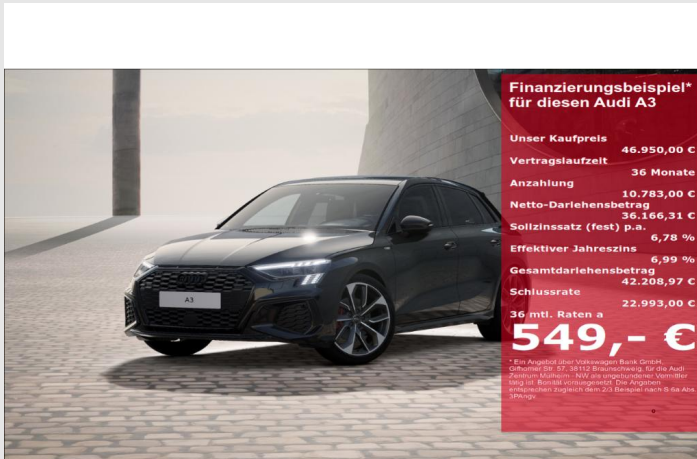 Finanzierungsbeispiel*
für diesen Audi A3
Unser Kaufpreis
46.950,00 €
Vertragslaufzeit
36 Monate
Anzahlung
10.783,00 €
Netto-Darlehensbetrag
36.166,31 €
Sollzinssatz (fest) p.a.
6,78 %
Effektiver Jahreszins
6,99 %
Gesamtdarlehensbetrag
42.208,97 €
Schlussrate
22.993,00 €
36 mtl. Raten a
549,- €
* Ein Angebot über Volkswagen Bank GmbH,
Gifhorner Str. 57, 38112 Braunschweig, für die Audi
Zentrum Mülheim - NW als ungebundener Vermittler
tätig ist. Bonität vorausgesetzt. Die Angaben
entsprechen zugleich dem 2/3 Beispiel nach § 6a Abs.
3PAngv.
A3